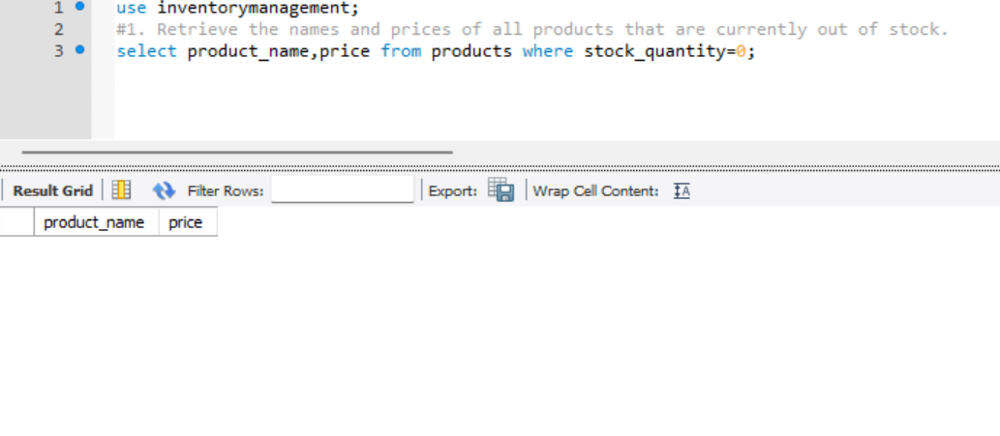 1 use inventorymanagement;
2 #1. Retrieve the names and prices of all products that are currently out of stock.
3 select product_name,price from products where stock_quantity=0;
Result Grid Filter Rows: Export: Wrap Cell Content: IA
product_name price